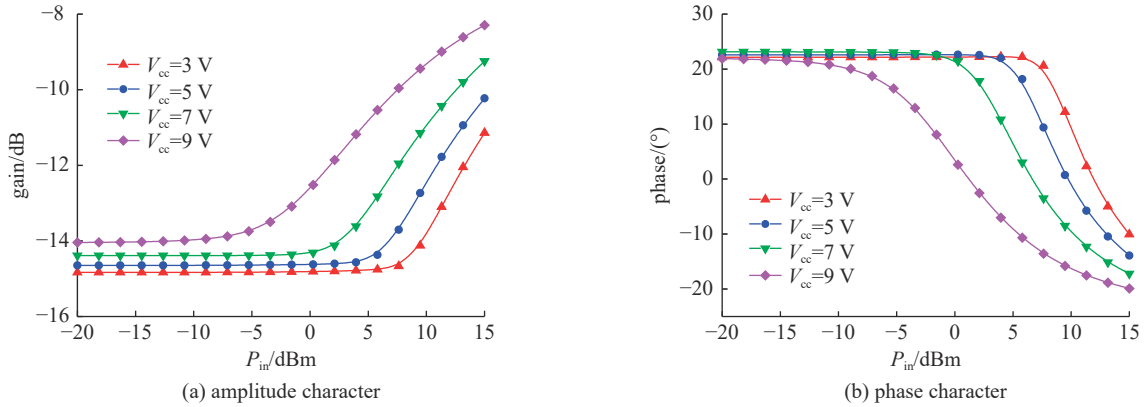 −8
−10
−12
−14
−16
gain/dB
Vcc=3 V
Vcc=5 V
Vcc=7 V
Vcc=9 V
−20 −15 −10 −5 0 5 10 15
Pin/dBm
(a) amplitude character
30
20
10
0
−10
−20
phase/(°)
Vcc=3 V
Vcc=5 V
Vcc=7 V
Vcc=9 V
−20 −15 −10 −5 0 5 10 15
Pin/dBm
(b) phase character